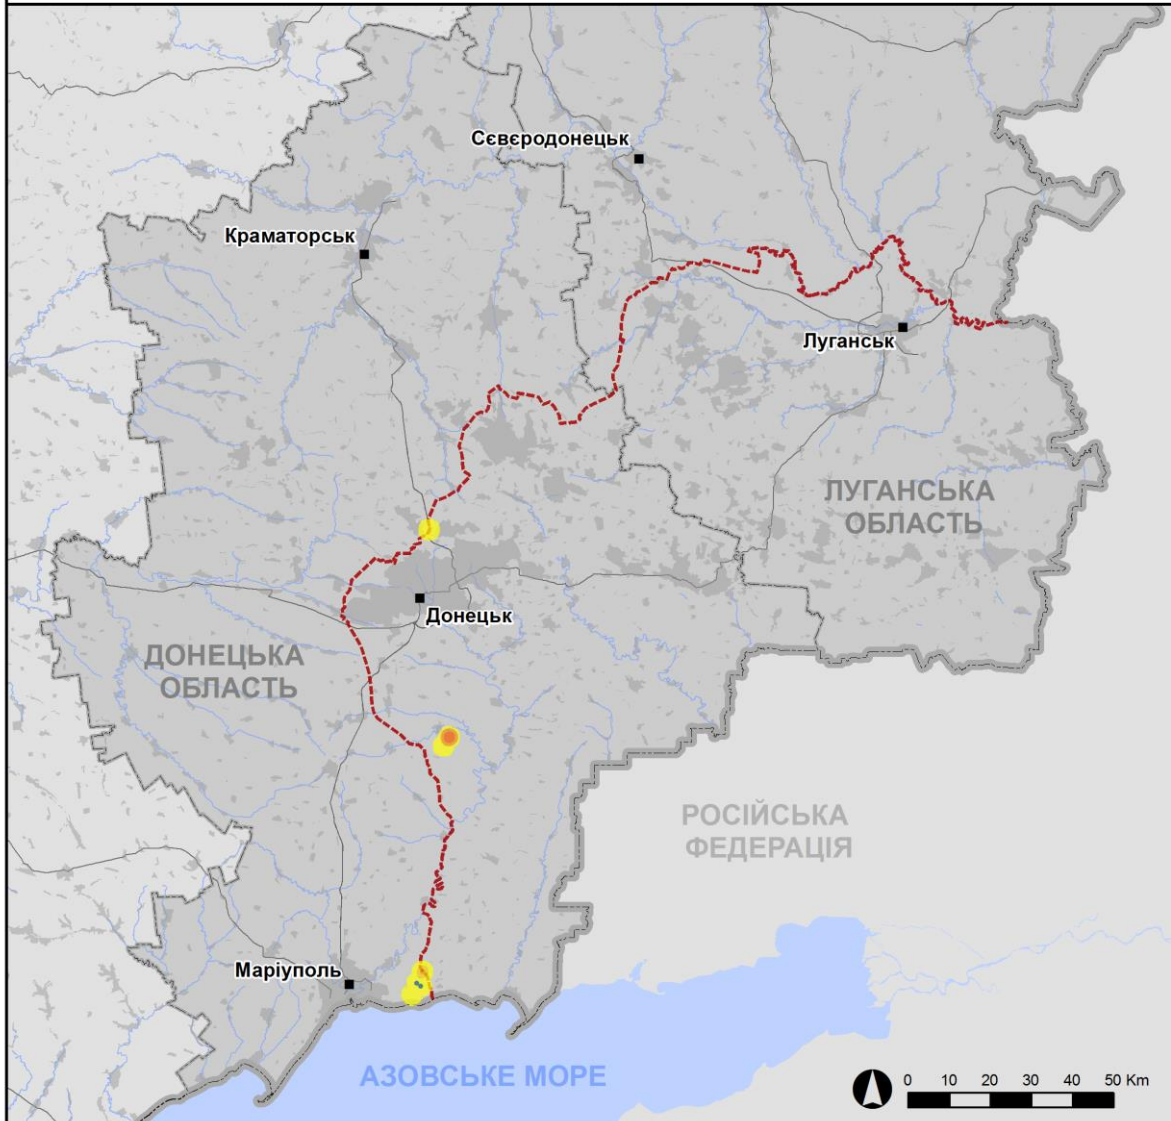 Сєвєродонецьк
Краматорськ
Луганськ
ЛУГАНСЬКА
ОБЛАСТЬ
Донецьк
ДОНЕЦЬКА
ОБЛАСТЬ
РОСІЙСЬКА
ФЕДЕРАЦІЯ
Маріуполь
АЗОВСЬКЕ МОРЕ
0 10 20 30 40 50 Km